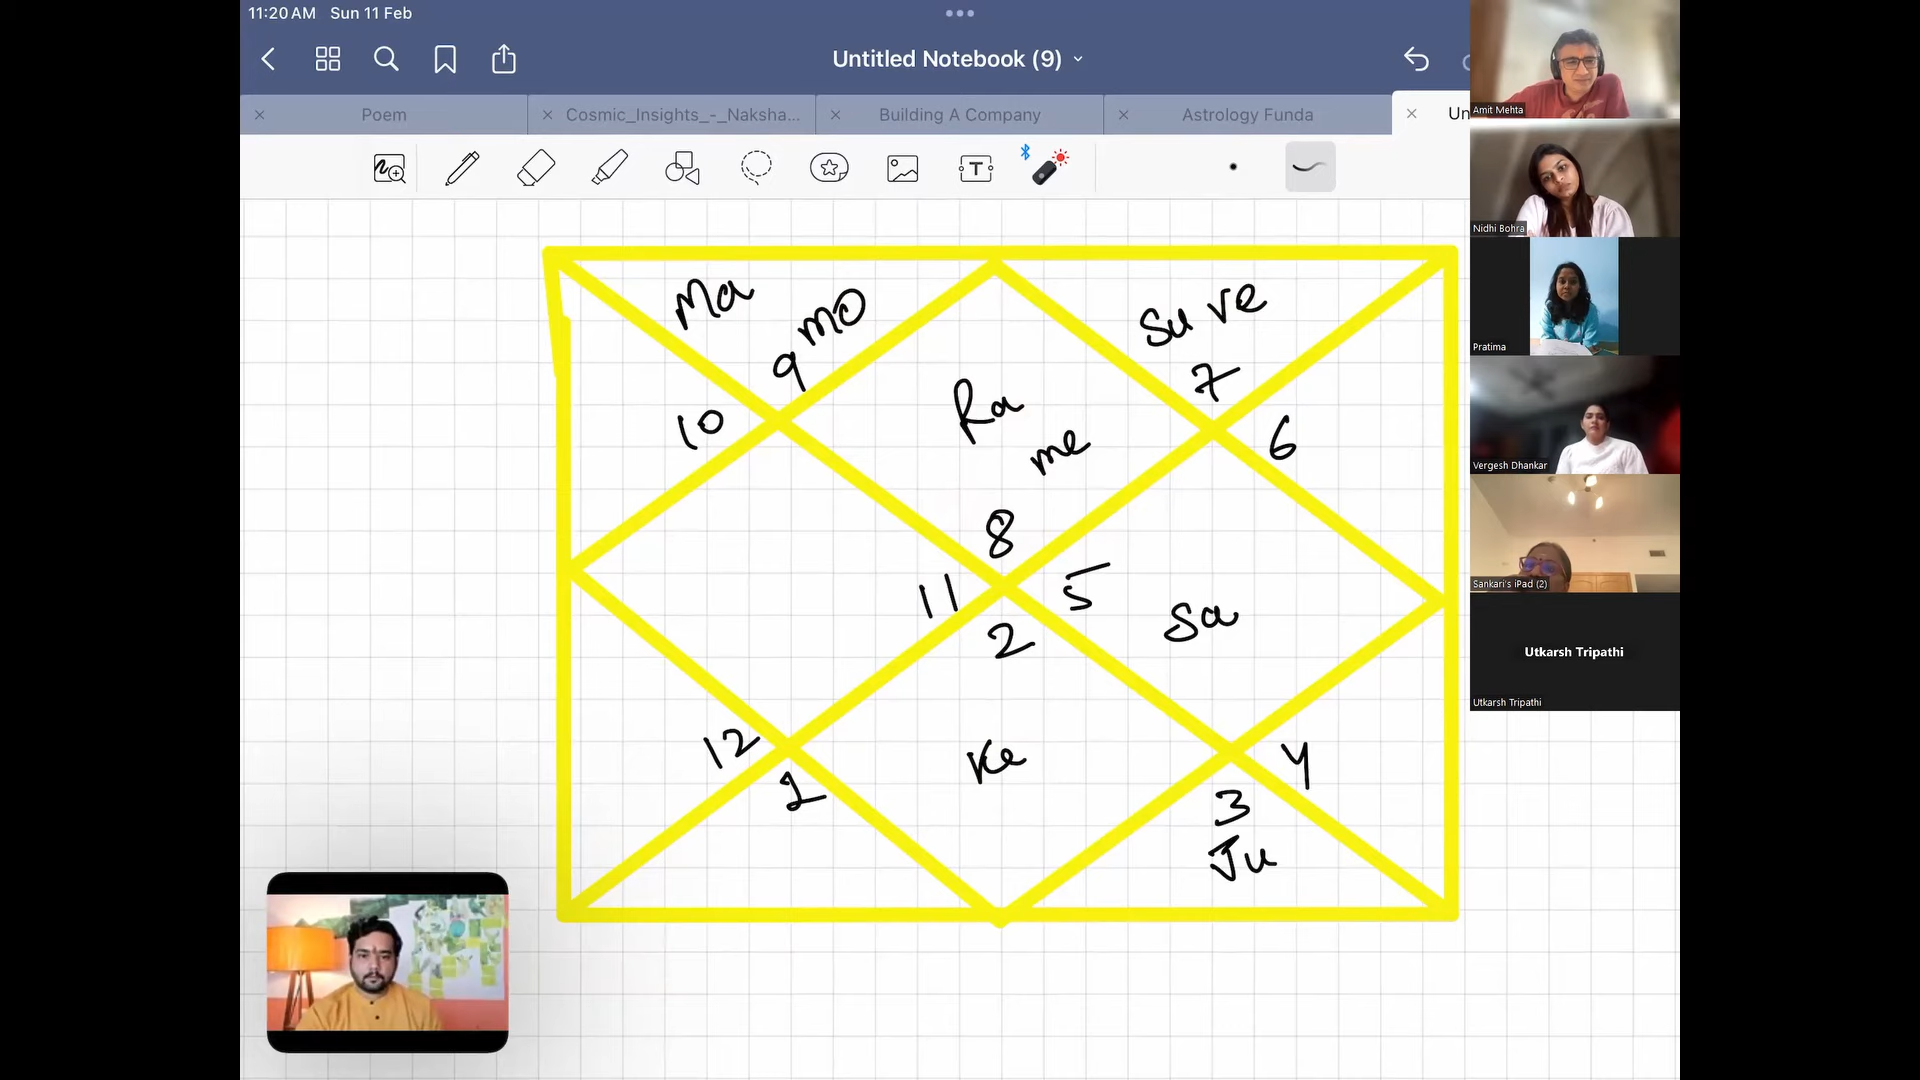 11:20 AM Sun 11 Feb
Untitled Notebook (9)
Poem
Cosmic_Insights_-_Naksha...
Building A Company
Astrology Funda
Un
T
Ma
Mo
9
10
Su Ve
7
6
Ra
me
8
11
5
2
Sa
12
1
Ke
4
3
Ju
Amit Mehta
Nidhi Bohra
Pratima
Vergesh Dhankar
Sankari's iPad (2)
Utkarsh Tripathi
Utkarsh Tripathi